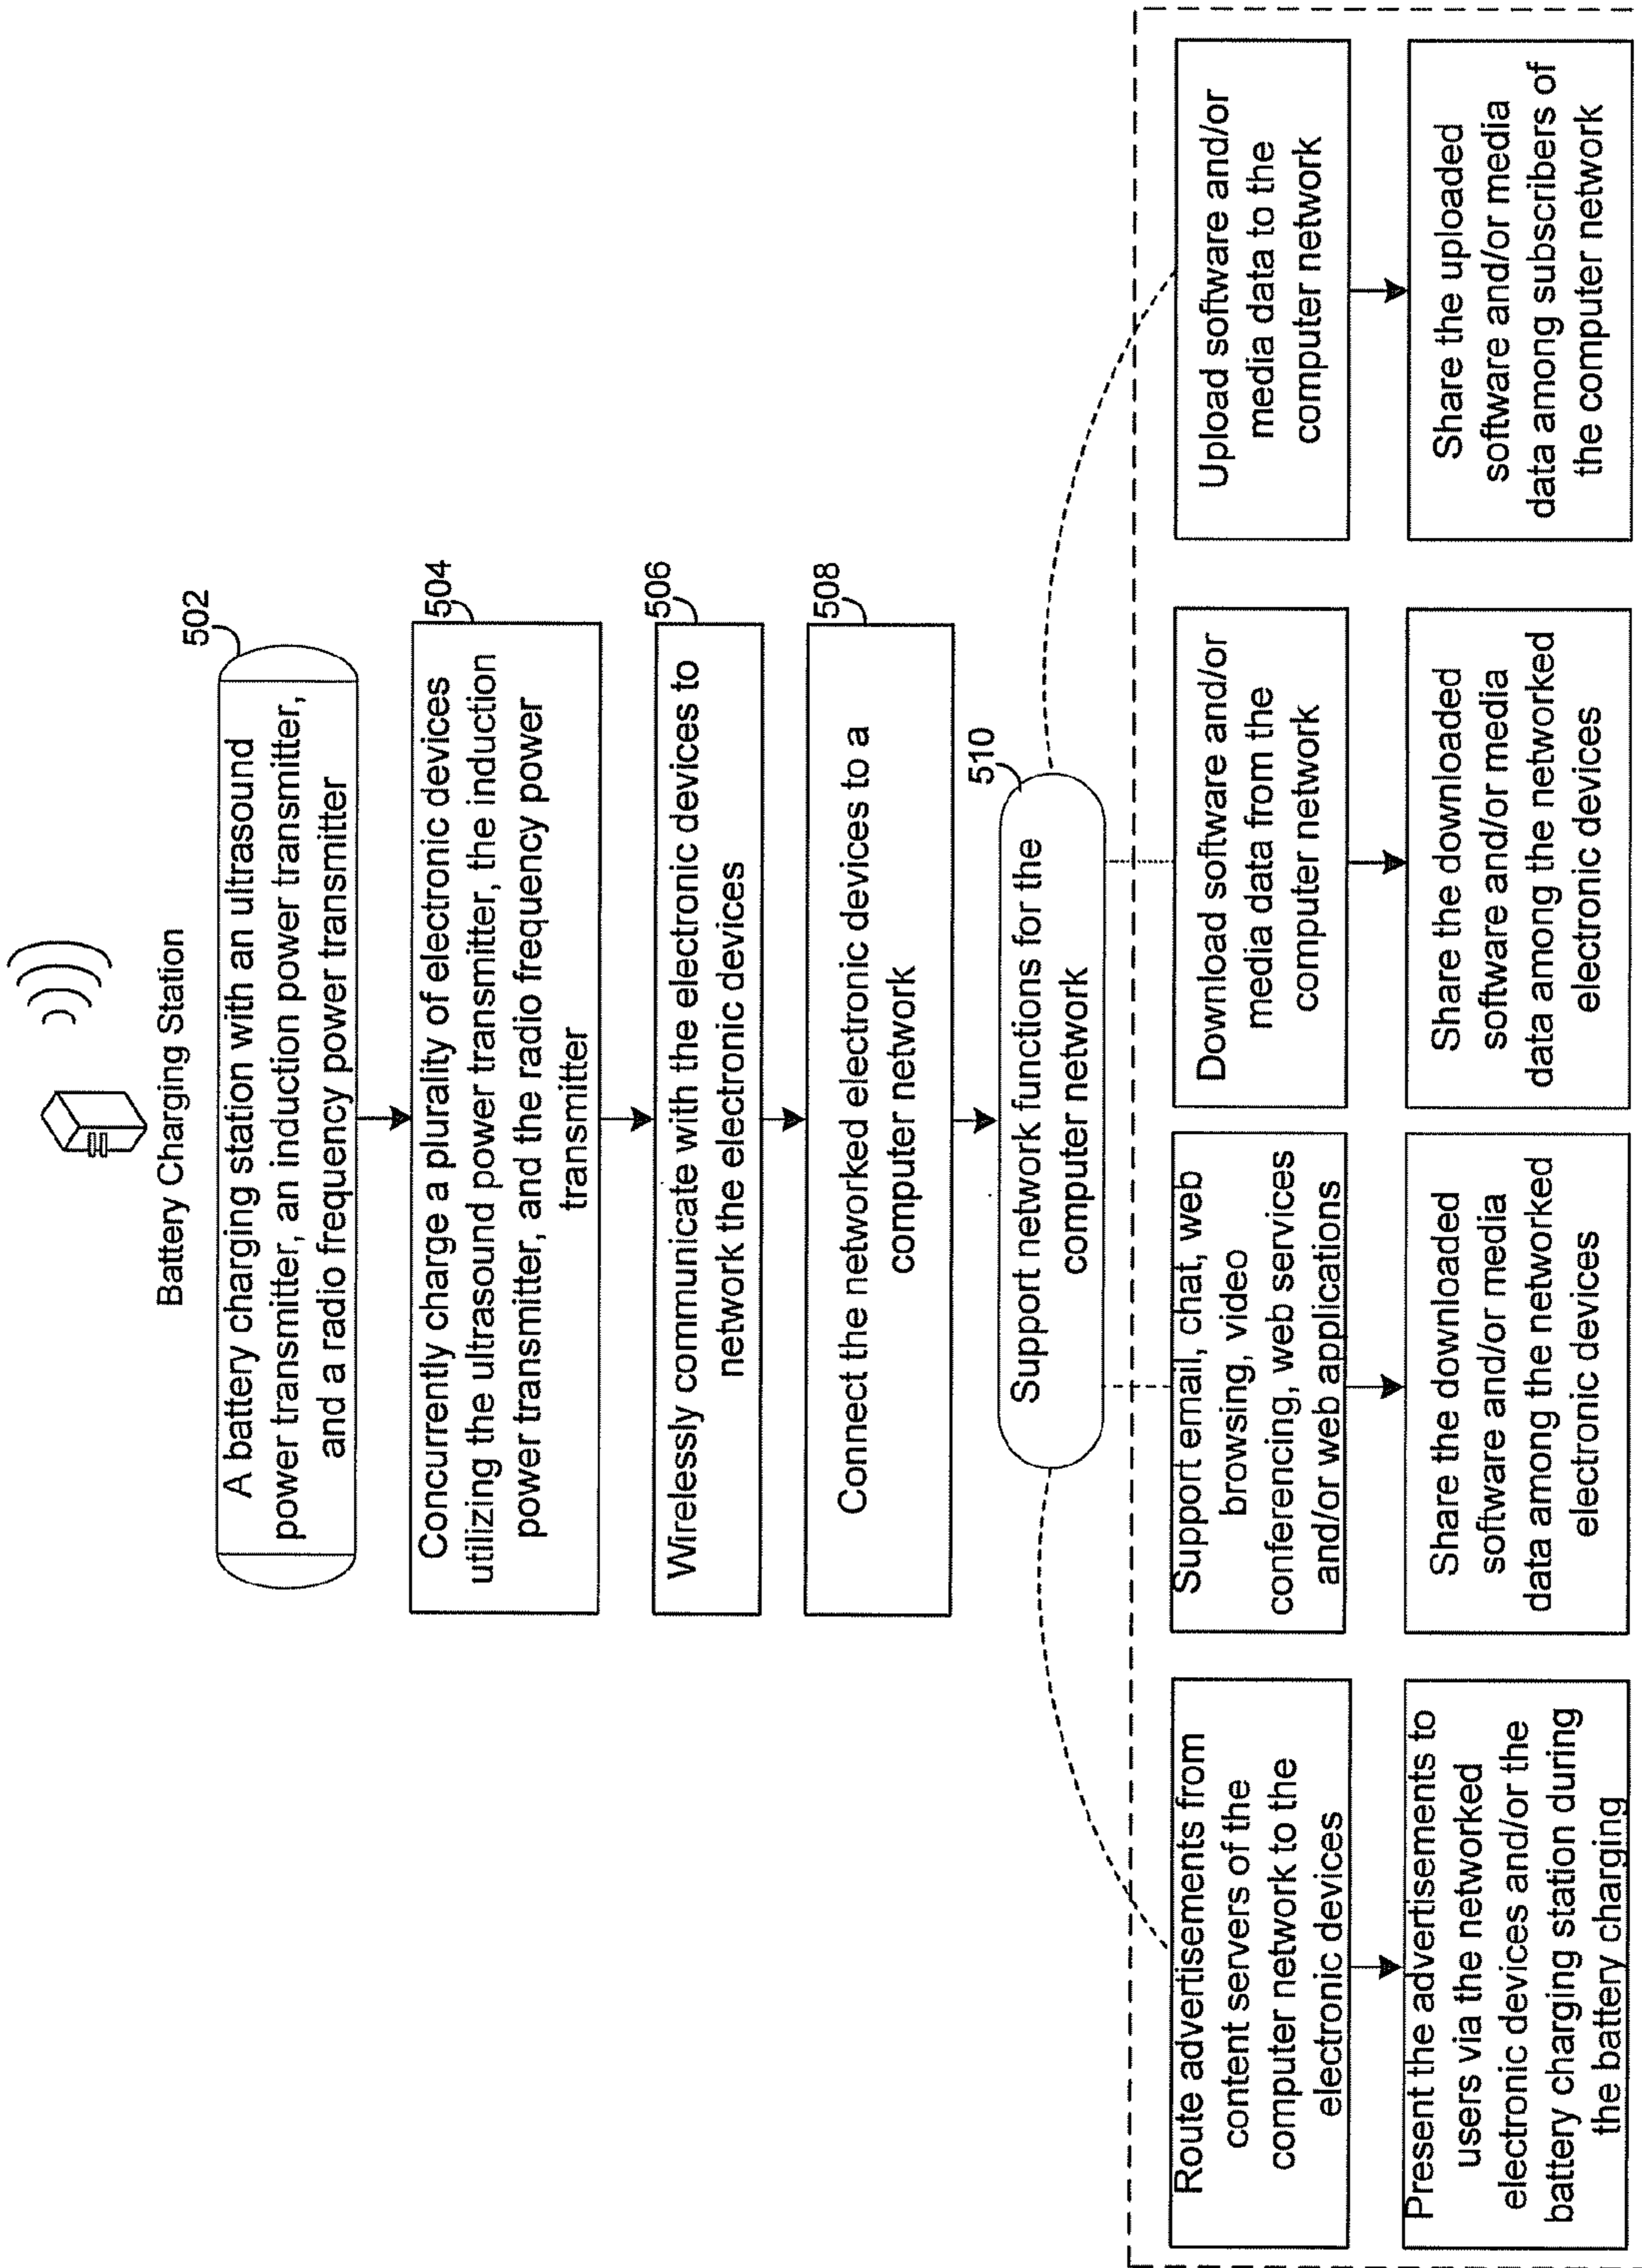 Battery Charging Station
502
A battery charging station with an ultrasound
power transmitter, an induction power transmitter,
and a radio frequency power transmitter
504
Concurrently charge a plurality of electronic devices
utilizing the ultrasound power transmitter, the induction
power transmitter, and the radio frequency power
transmitter
506
Wirelessly communicate with the electronic devices to
network the electronic devices
508
Connect the networked electronic devices to a
computer network
510
Support network functions for the
computer network
Route advertisements from
content servers of the
computer network to the
electronic devices
Present the advertisements to
users via the networked
electronic devices and/or the
battery charging station during
the battery charging
Support email, chat, web
browsing, video
conferencing, web services
and/or web applications
Share the downloaded
software and/or media
data among the networked
electronic devices
Download software and/or
media data from the
computer network
Share the downloaded
software and/or media
data among the networked
electronic devices
Upload software and/or
media data to the
computer network
Share the uploaded
software and/or media
data among subscribers of
the computer network